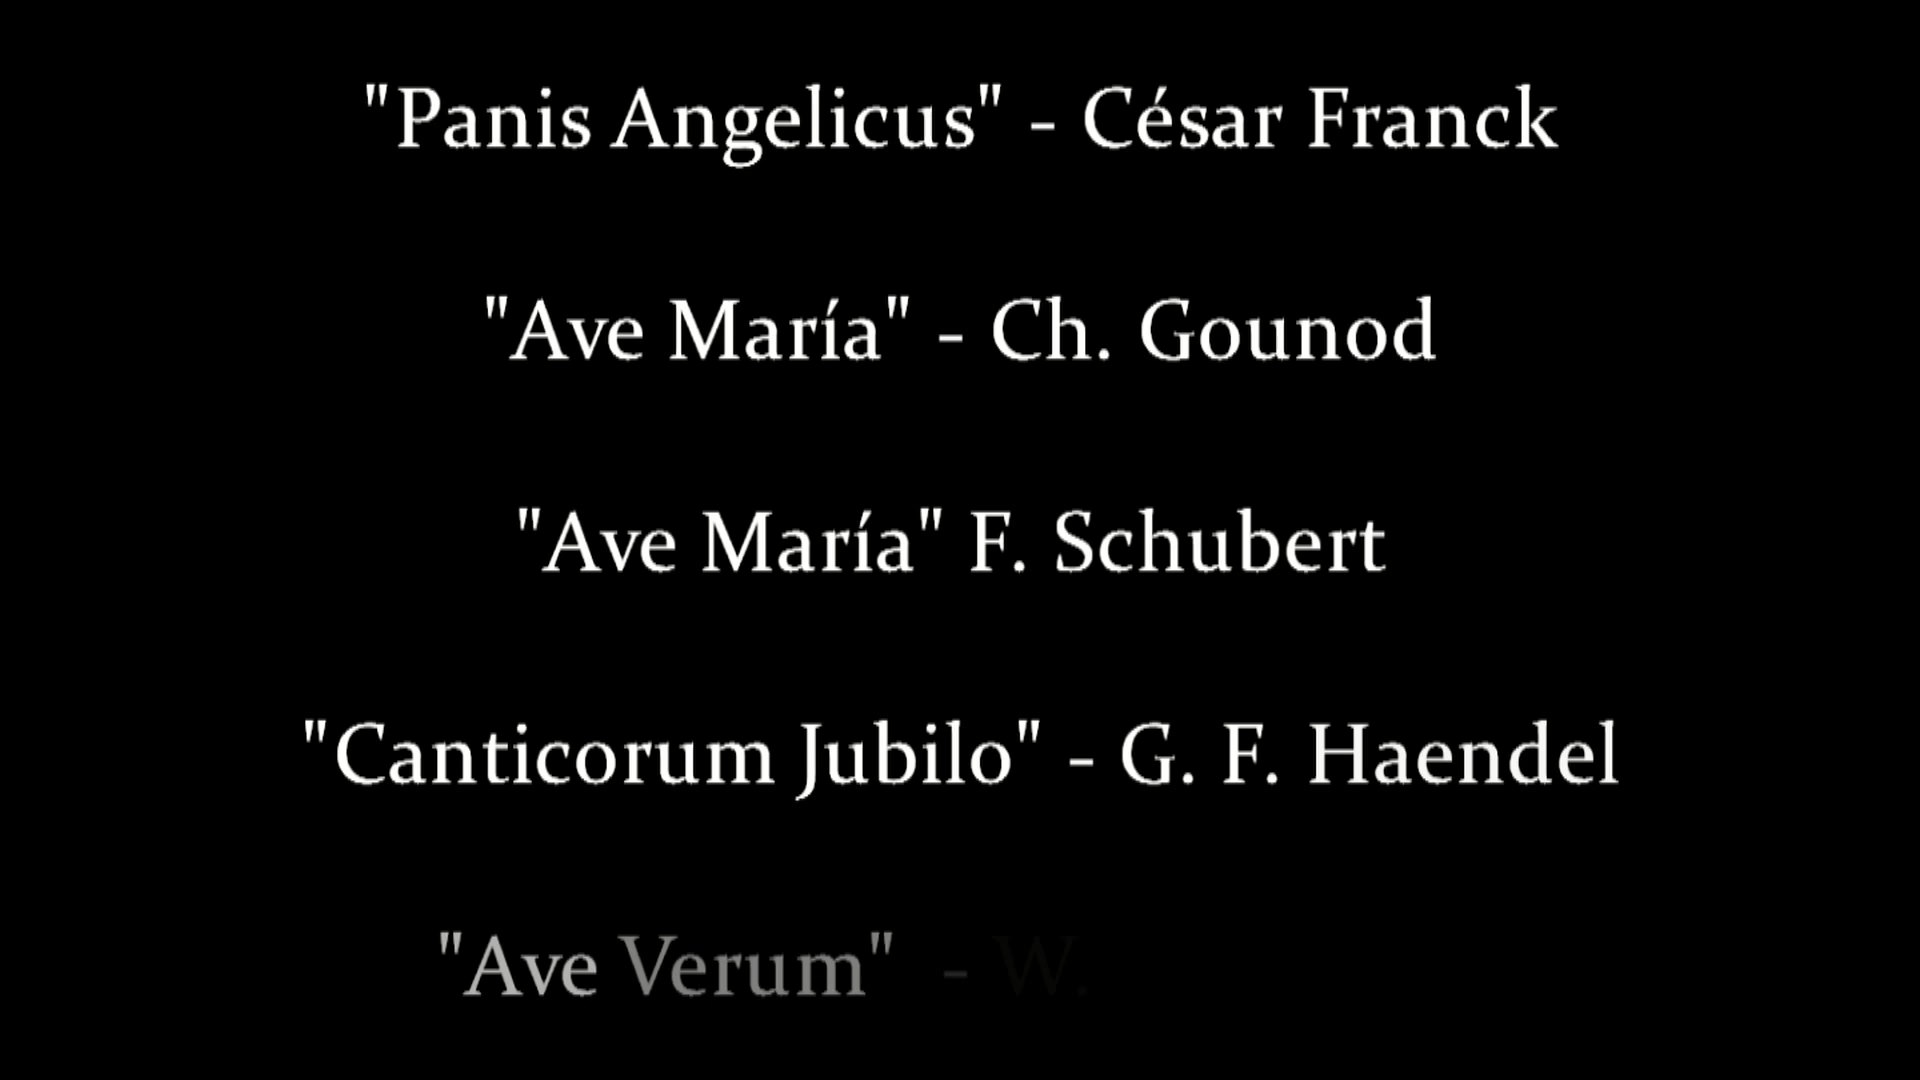 "Panis Angelicus" - César Franck
"Ave María" - Ch. Gounod
"Ave María" F. Schubert
"Canticorum Jubilo" - G. F. Haendel
"Ave Verum" - W.